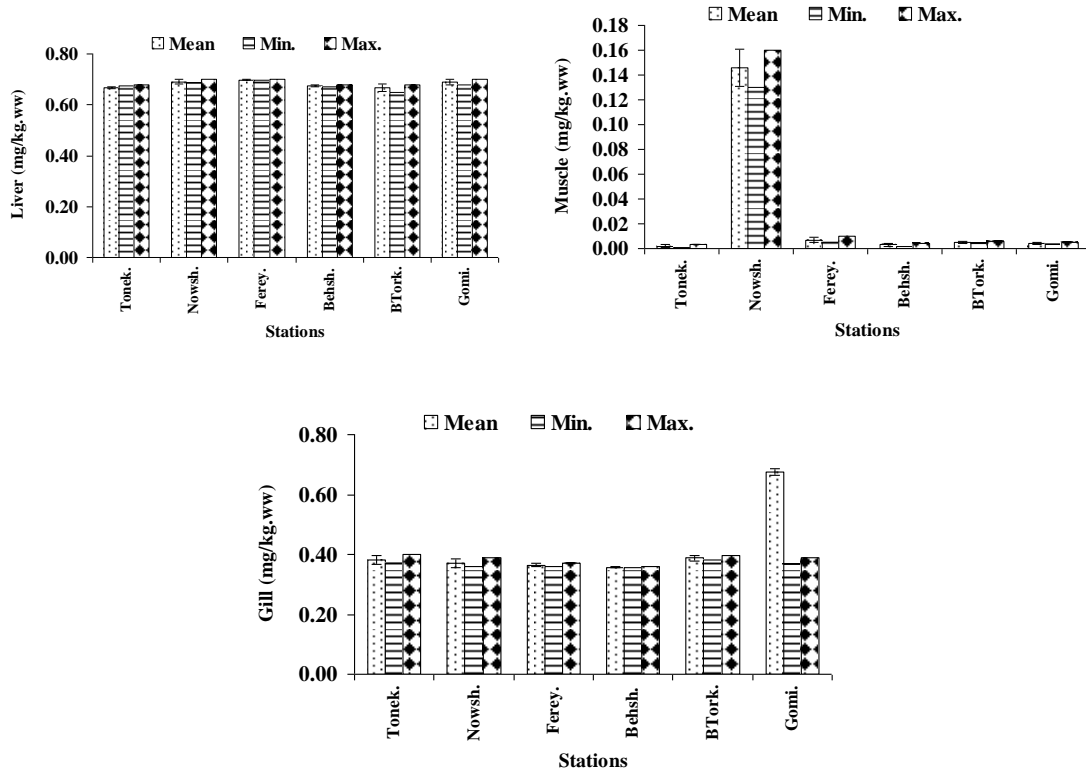 Mean Min. Max.
0.80
0.60
0.40
0.20
0.00
Liver (mg/kg.ww)
Tonek.
Nowsh.
Ferey.
Behsh.
BTork.
Gomi.
Stations
Mean Min. Max.
0.16
0.14
0.12
0.10
0.08
0.06
0.04
0.02
0.00
Muscle (mg/kg.ww)
Tonek.
Nowsh.
Ferey.
Behsh.
BTork.
Gomi.
Stations
Mean Min. Max.
0.80
0.60
0.40
0.20
0.00
Gill (mg/kg.ww)
Tonek.
Nowsh.
Ferey.
Behsh.
BTork.
Gomi.
Stations